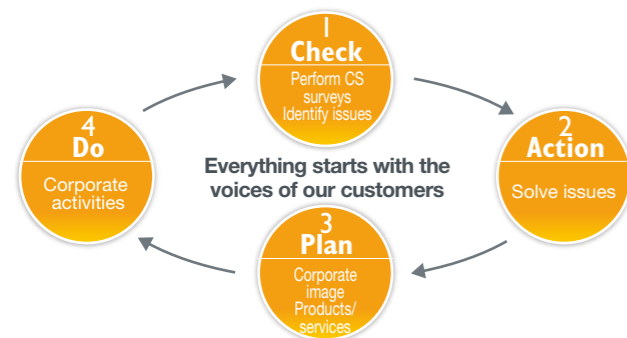 1
Check
Perform CS
surveys
Identify issues
2
Action
Solve issues
3
Plan
Corporate
image
Products/
services
4
Do
Corporate
activities
Everything starts with the
voices of our customers